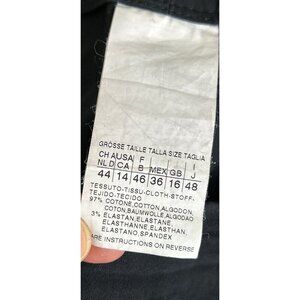 GRÖSSE TAILLE TALLA SIZE TAGLIA
CH AUSA F I
NLD CA B MEX GB J
44 14 46 36 16 48
TESSUTO-TISSU-CLOTH-STOFF-
TEJIDO-TECIDO
97% COTONE,COTTON,ALGODON,
COTON,BAUMWOLLE,ALGODAO
3% ELASTAN,ELASTANE,
ELASTHANNE,ELASTHAN,
ELASTANO,SPANDEX
ARE INSTRUCTIONS ON REVERSE